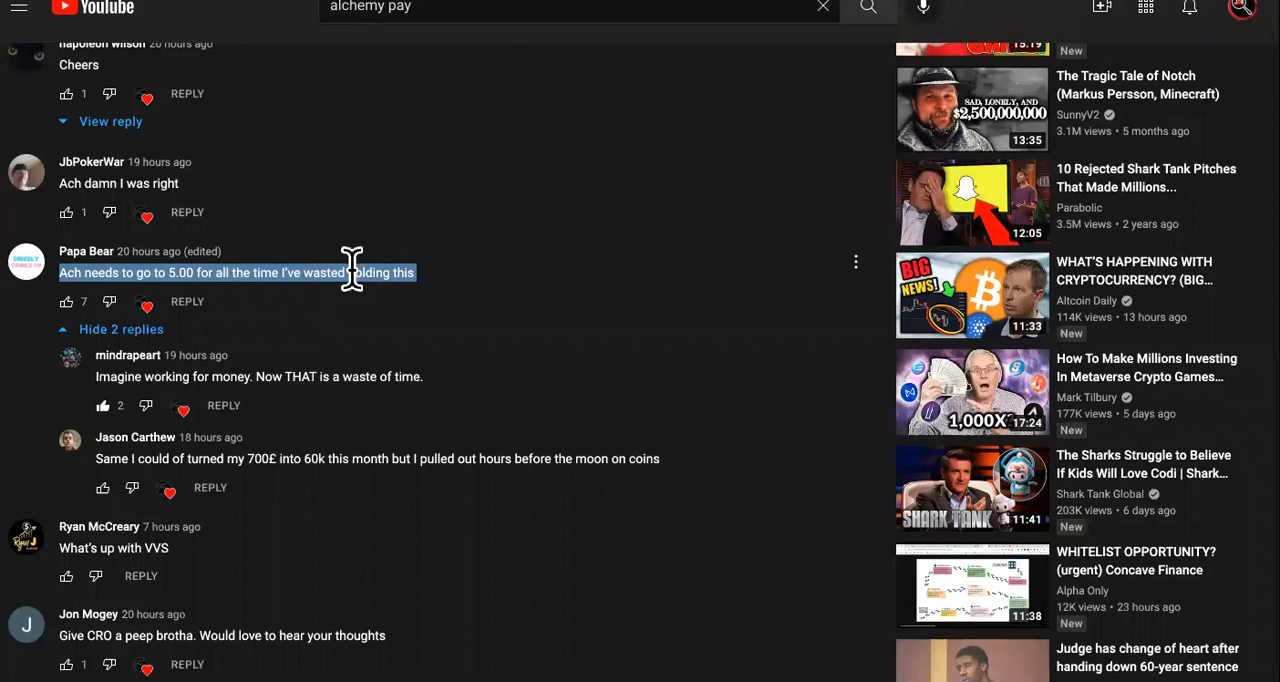 YouTube
alchemy pay
napoleon wilson 20 hours ago
Cheers
1 REPLY
View reply
JbPokerWar 19 hours ago
Ach damn I was right
1 REPLY
Papa Bear 20 hours ago (edited)
Ach needs to go to 5.00 for all the time I've wasted holding this
7 REPLY
Hide 2 replies
mindrapeart 19 hours ago
Imagine working for money. Now THAT is a waste of time.
2 REPLY
Jason Carthew 18 hours ago
Same I could of turned my 700£ into 60k this month but I pulled out hours before the moon on coins
REPLY
Ryan McCreary 7 hours ago
What's up with VVS
REPLY
J
Jon Mogey 20 hours ago
Give CRO a peep brotha. Would love to hear your thoughts
1 REPLY
15:19
New
SAD, LONELY, AND
$2,500,000,000
13:35
The Tragic Tale of Notch
(Markus Persson, Minecraft)
SunnyV2
3.1M views • 5 months ago
12:05
10 Rejected Shark Tank Pitches
That Made Millions...
Parabolic
3.5M views • 2 years ago
BIG
NEWS!
11:33
WHAT'S HAPPENING WITH
CRYPTOCURRENCY? (BIG...
Altcoin Daily
114K views • 13 hours ago
New
1,000X
17:24
How To Make Millions Investing
In Metaverse Crypto Games...
Mark Tilbury
177K views • 5 days ago
New
SHARK TANK
11:41
The Sharks Struggle to Believe
If Kids Will Love Codi | Shark...
Shark Tank Global
203K views • 6 days ago
New
11:38
WHITELIST OPPORTUNITY?
(urgent) Concave Finance
Alpha Only
12K views • 23 hours ago
New
Judge has change of heart after
handing down 60-year sentence